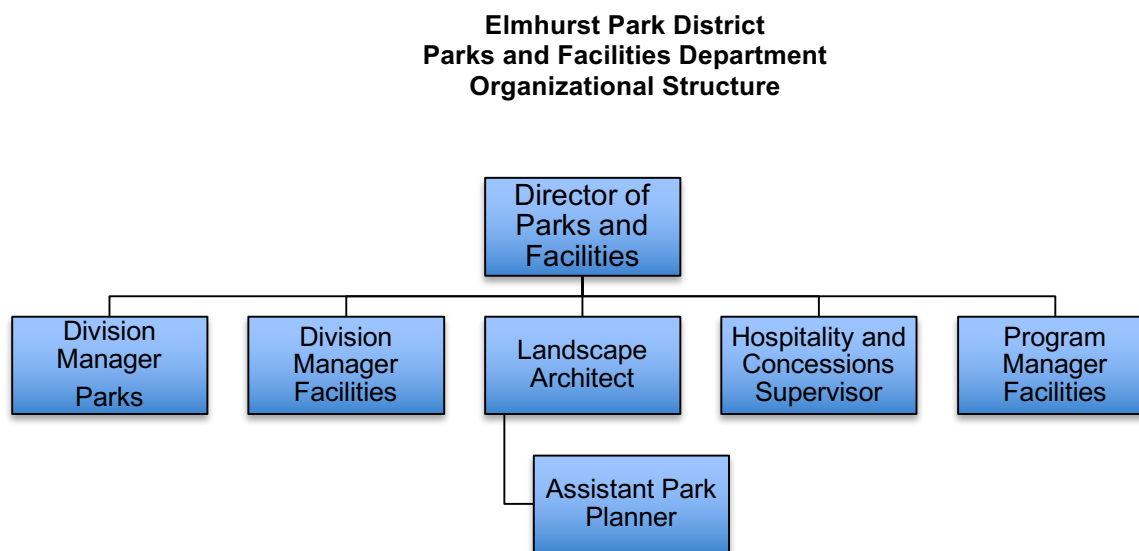 Elmhurst Park District
Parks and Facilities Department
Organizational Structure
Director of
Parks and
Facilities
Division
Manager
Parks
Division
Manager
Facilities
Landscape
Architect
Hospitality and
Concessions
Supervisor
Program
Manager
Facilities
Assistant Park
Planner